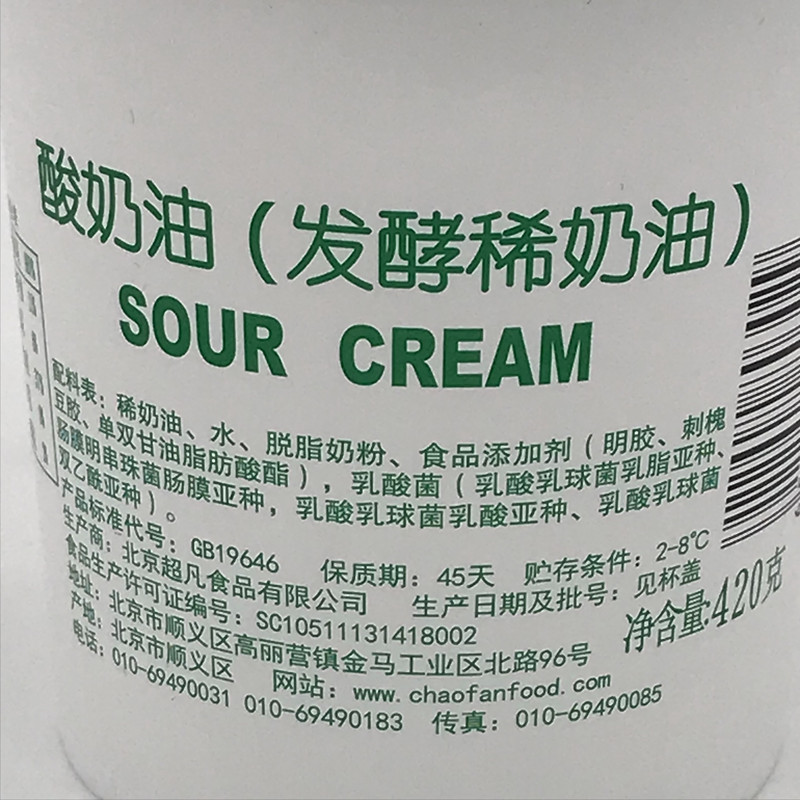 酸奶油（发酵稀奶油）
SOUR CREAM
配料表：稀奶油、水、脱脂奶粉、食品添加剂（明胶、刺槐
豆胶、单双甘油脂肪酸酯），乳酸菌（乳酸乳球菌乳脂亚种、
肠膜明串珠菌肠膜亚种，乳酸乳球菌乳酸亚种、乳酸乳球菌
双乙酰亚种）。
产品标准代号：GB19646 保质期：45天 贮存条件：2-8℃
生产商：北京超凡食品有限公司 生产日期及批号：见杯盖
食品生产许可证编号：SC10511131418002
净含量:420克
地址：北京市顺义区高丽营镇金马工业区北路96号
产地：北京市顺义区 网站：www.chaofanfood.com
电话：010-69490031 010-69490183 传真：010-69490085